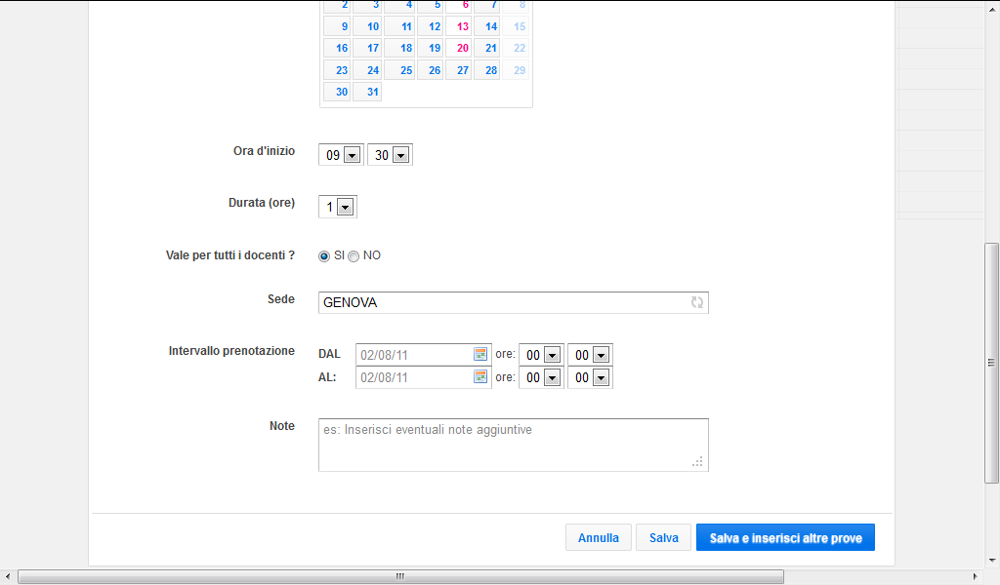 2 3 4 5 6 7 8
9 10 11 12 13 14 15
16 17 18 19 20 21 22
23 24 25 26 27 28 29
30 31
Ora d'inizio 09 30
Durata (ore) 1
Vale per tutti i docenti ? SI NO
Sede GENOVA
Intervallo prenotazione DAL 02/08/11 ore: 00 00
AL: 02/08/11 ore: 00 00
Note es: Inserisci eventuali note aggiuntive
Annulla Salva Salva e inserisci altre prove